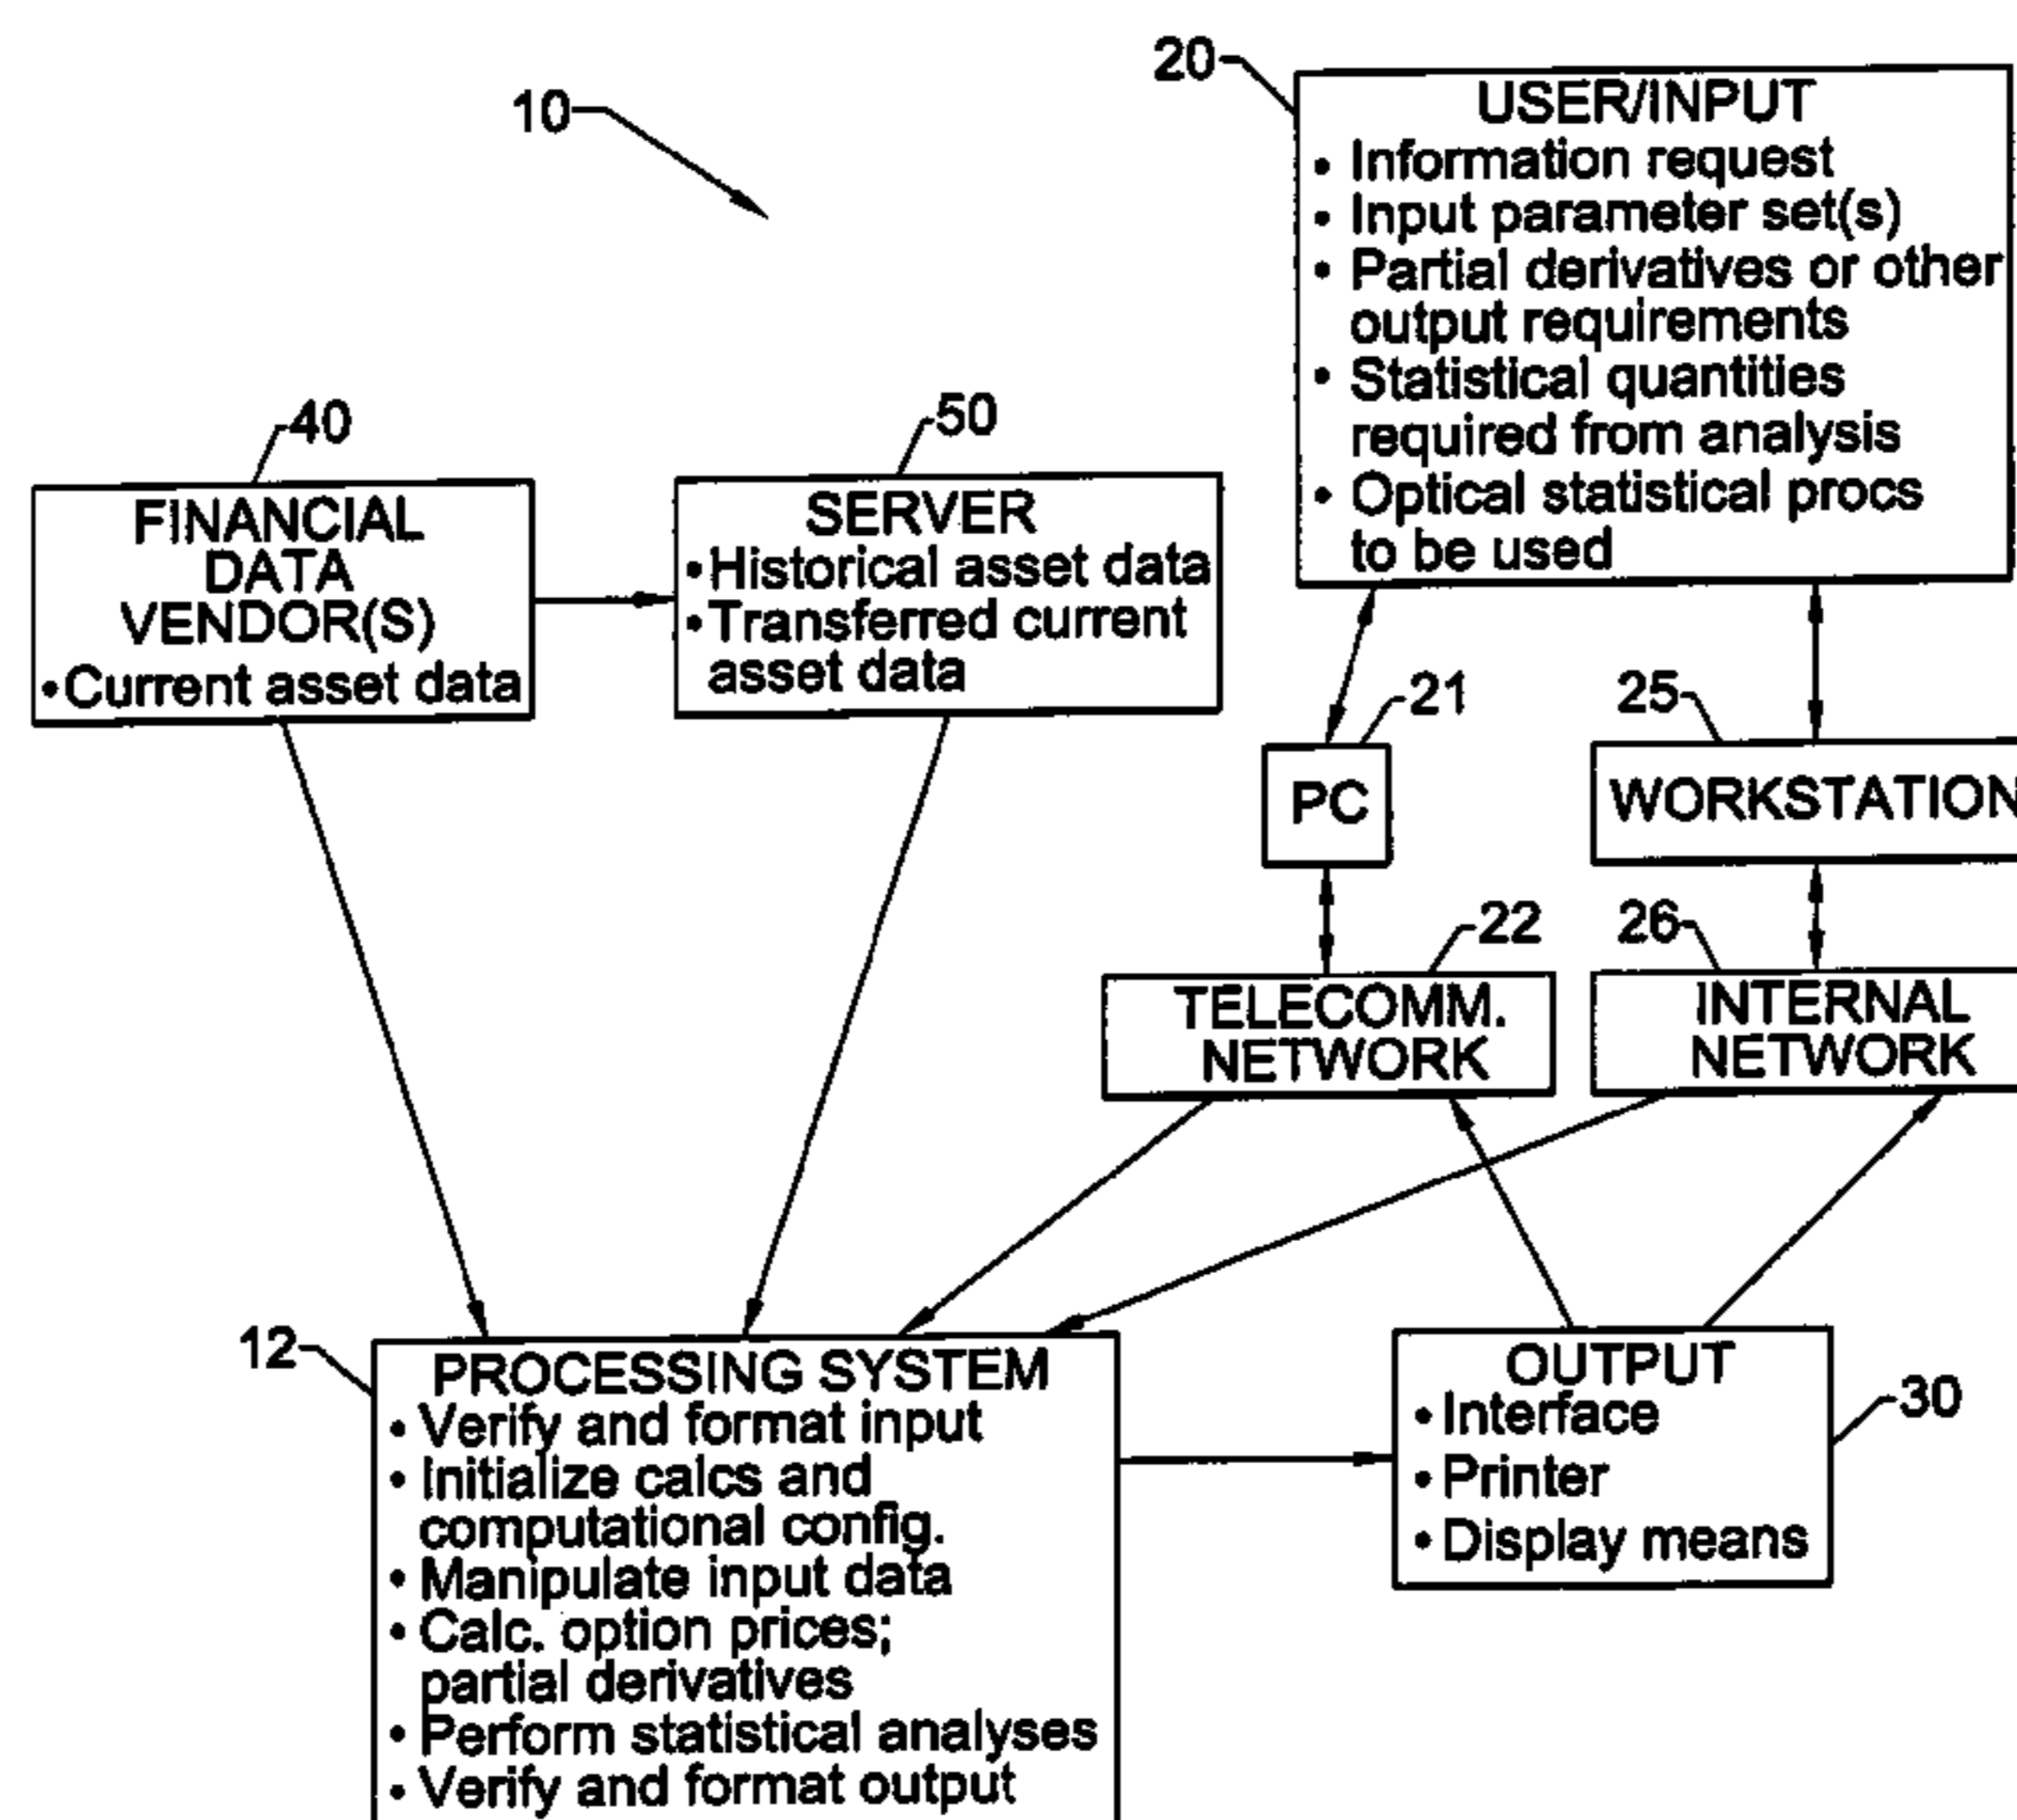 10
20
USER/INPUT
• Information request
• Input parameter set(s)
• Partial derivatives or other
output requirements
• Statistical quantities
required from analysis
• Optical statistical procs
to be used
40
FINANCIAL
DATA
VENDOR(S)
•Current asset data
50
SERVER
•Historical asset data
•Transferred current
asset data
21
PC
25
WORKSTATION
22
TELECOMM.
NETWORK
26
INTERNAL
NETWORK
12
PROCESSING SYSTEM
• Verify and format input
• Initialize calcs and
computational config.
• Manipulate input data
• Calc. option prices;
partial derivatives
• Perform statistical analyses
• Verify and format output
OUTPUT
• Interface
• Printer
• Display means
30